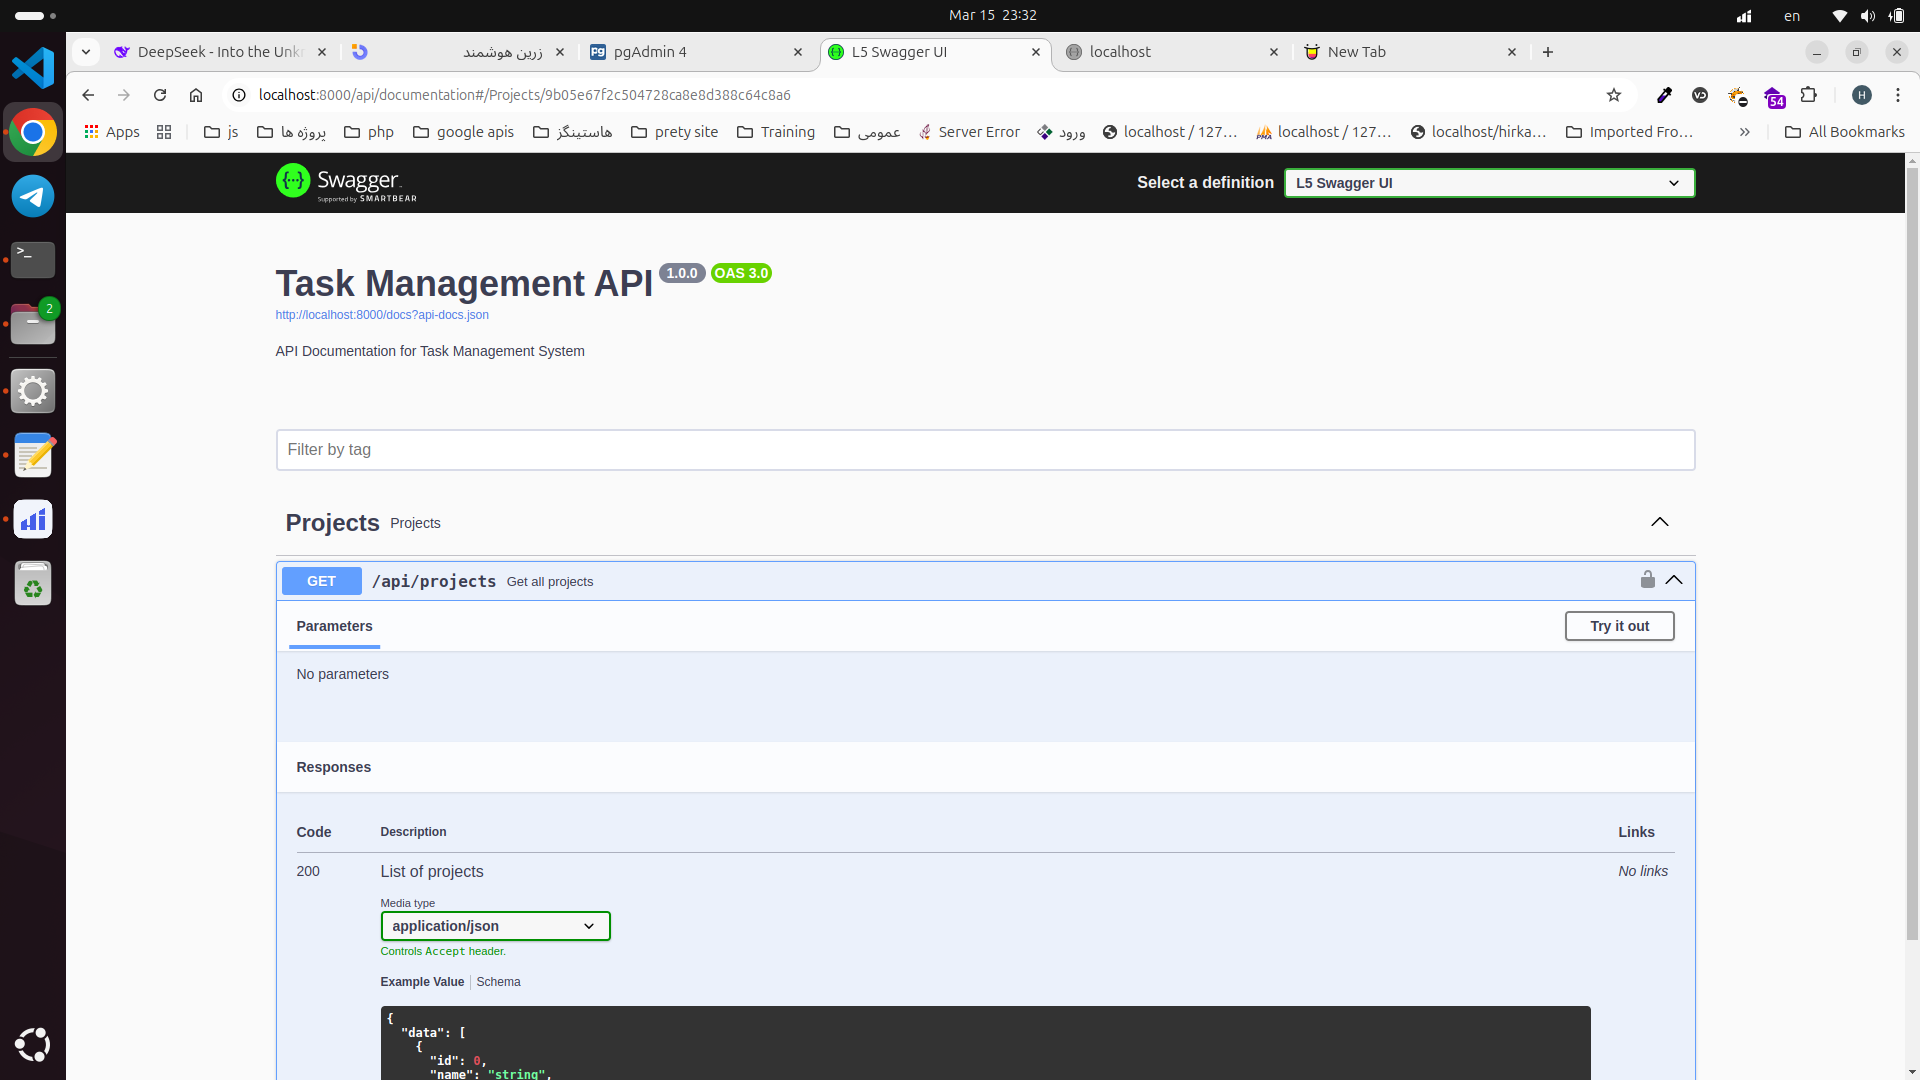 Mar 15 23:32
en
DeepSeek - Into the Unkn
زرین هوشمند
pgAdmin 4
L5 Swagger UI
localhost
New Tab
localhost:8000/api/documentation#/Projects/9b05e67f2c504728ca8e8d388c64c8a6
54
H
Apps
js
پروژه ها
php
google apis
هاستینگز
prety site
Training
عمومی
Server Error
ورود
localhost / 127…
localhost / 127…
localhost/hirka…
Imported Fro…
All Bookmarks
Swagger
Supported by SMARTBEAR
Select a definition
L5 Swagger UI
Task Management API 1.0.0 OAS 3.0
http://localhost:8000/docs?api-docs.json
API Documentation for Task Management System
Filter by tag
Projects Projects
GET /api/projects Get all projects
Parameters
Try it out
No parameters
Responses
Code Description Links
200 List of projects No links
Media type
application/json
Controls Accept header.
Example Value Schema
{
"data": [
{
"id": 0,
"name": "string",
2